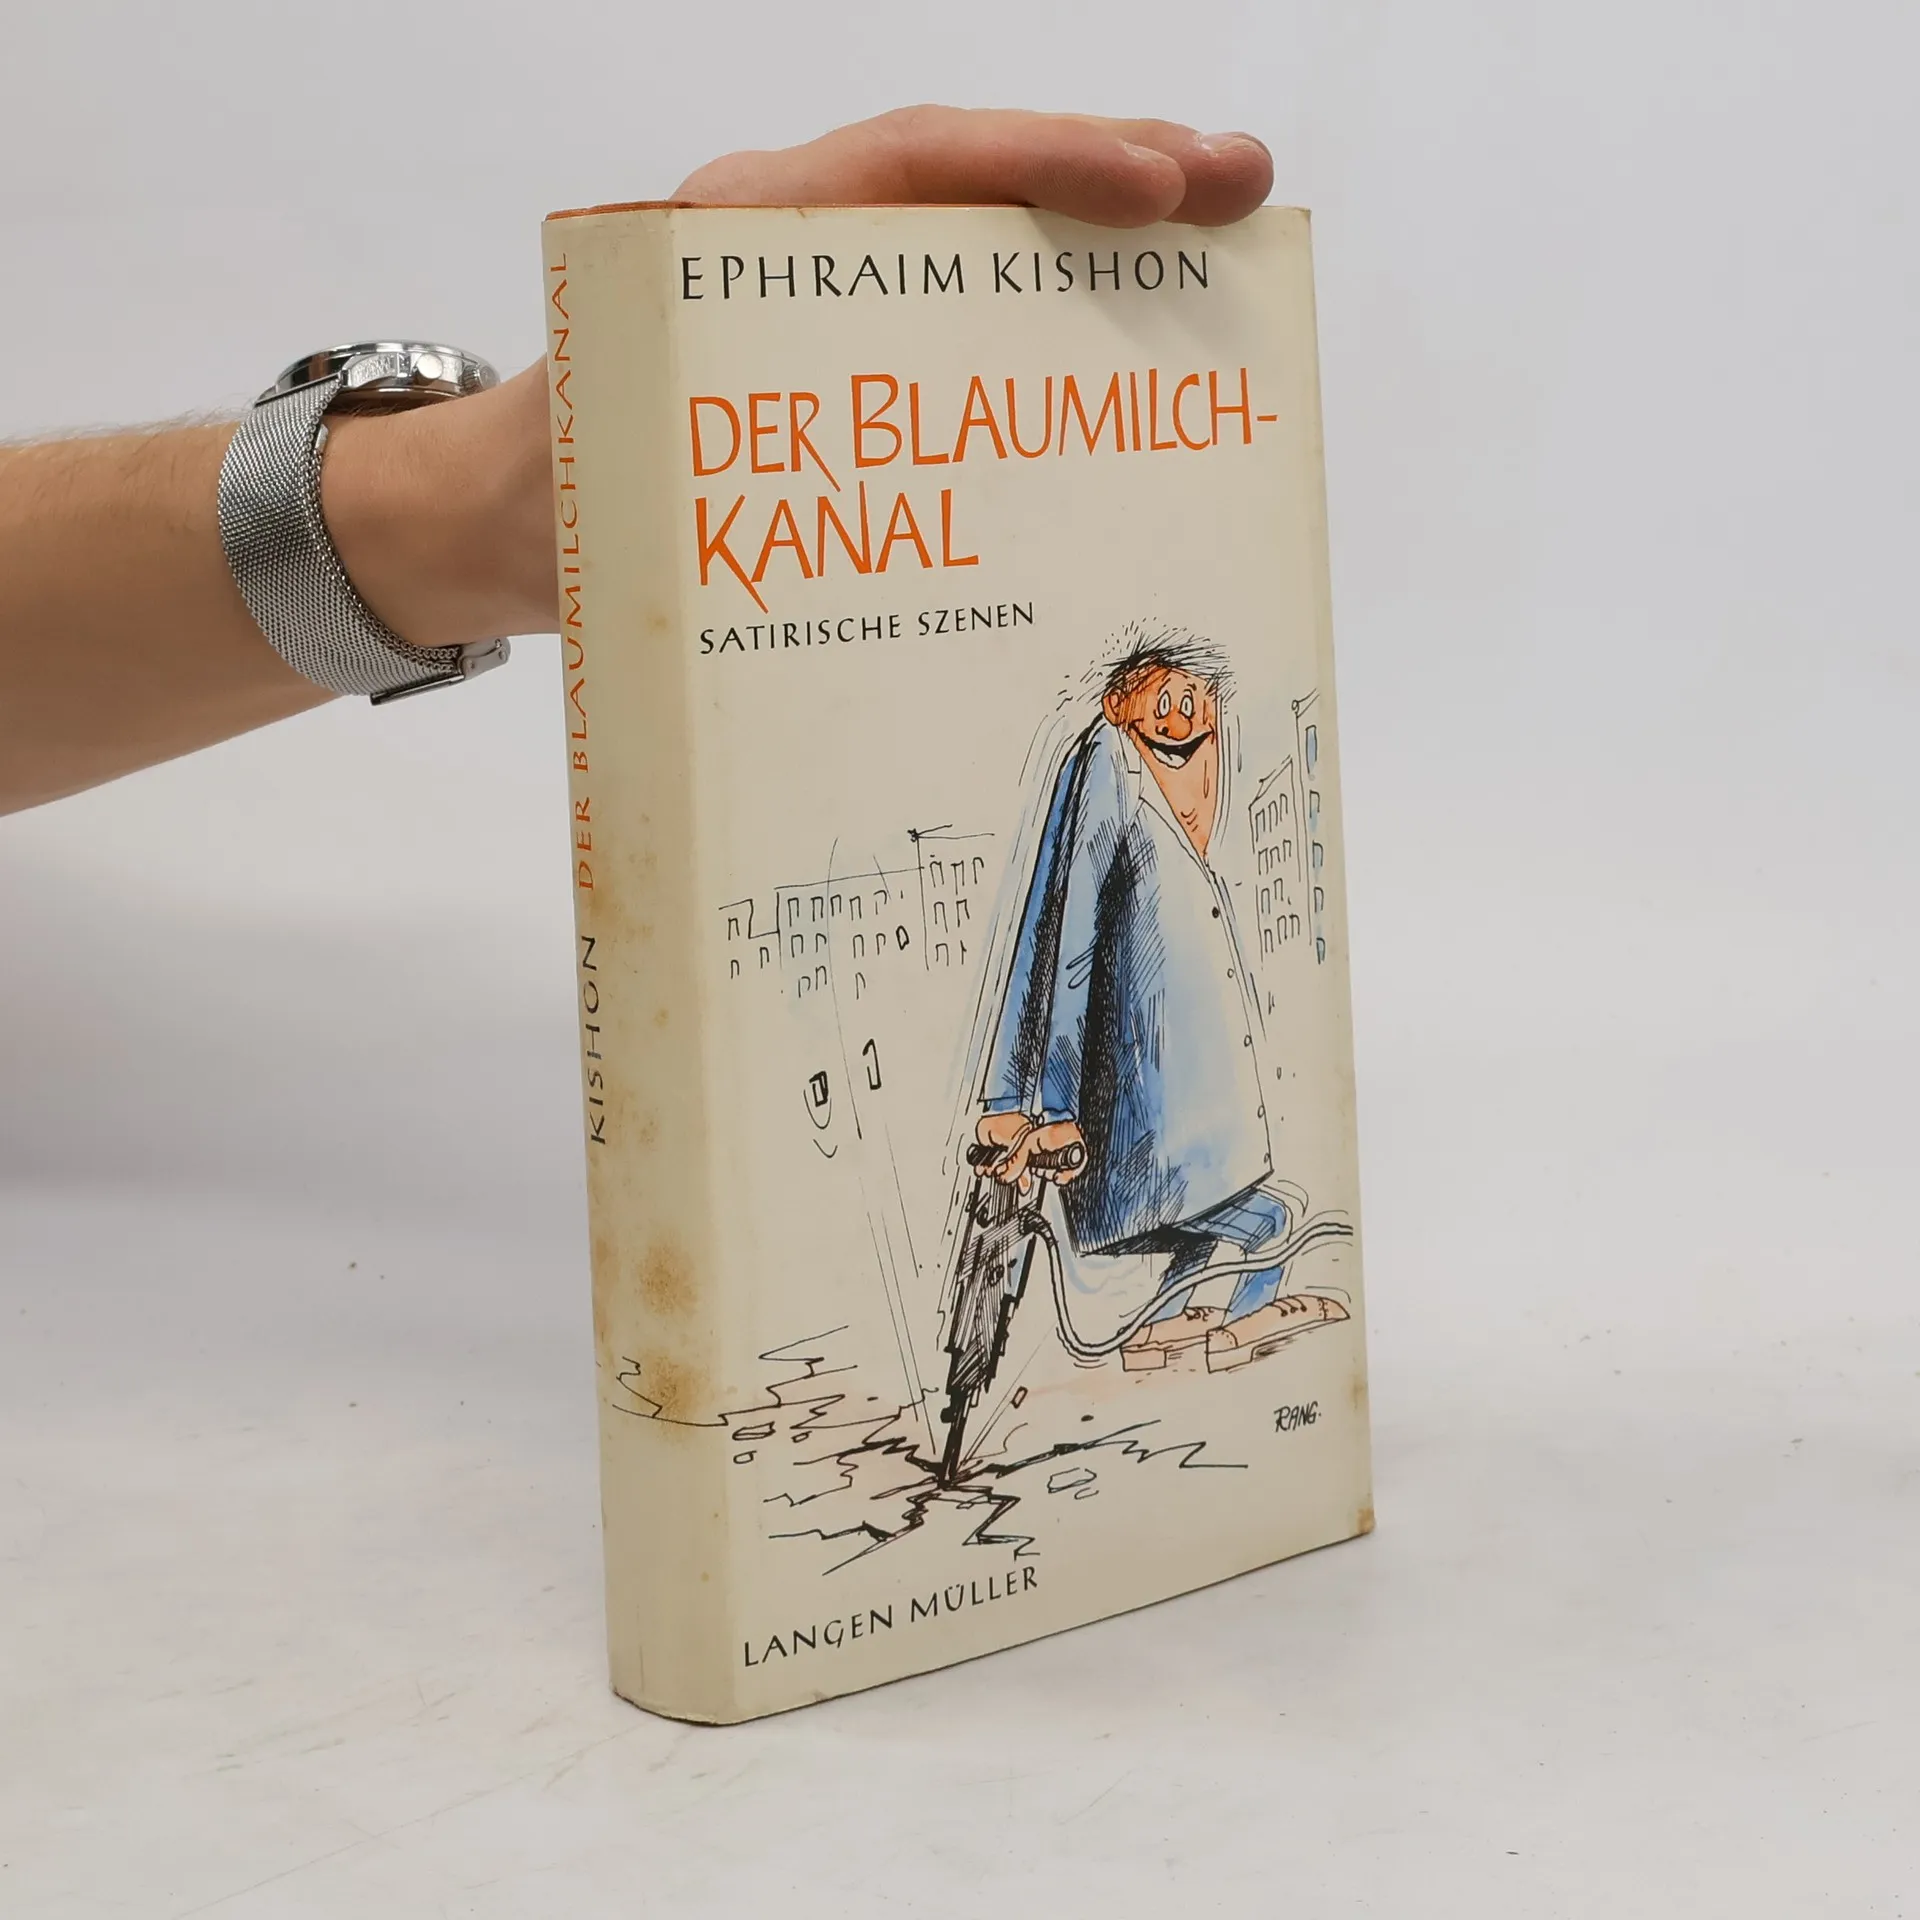 EPHRAIM KISHON
DER BLAUMILCH-
KANAL
SATIRISCHE SZENEN
RANG.
LANGEN MÜLLER
KISHON DER BLAUMILCHKANAL